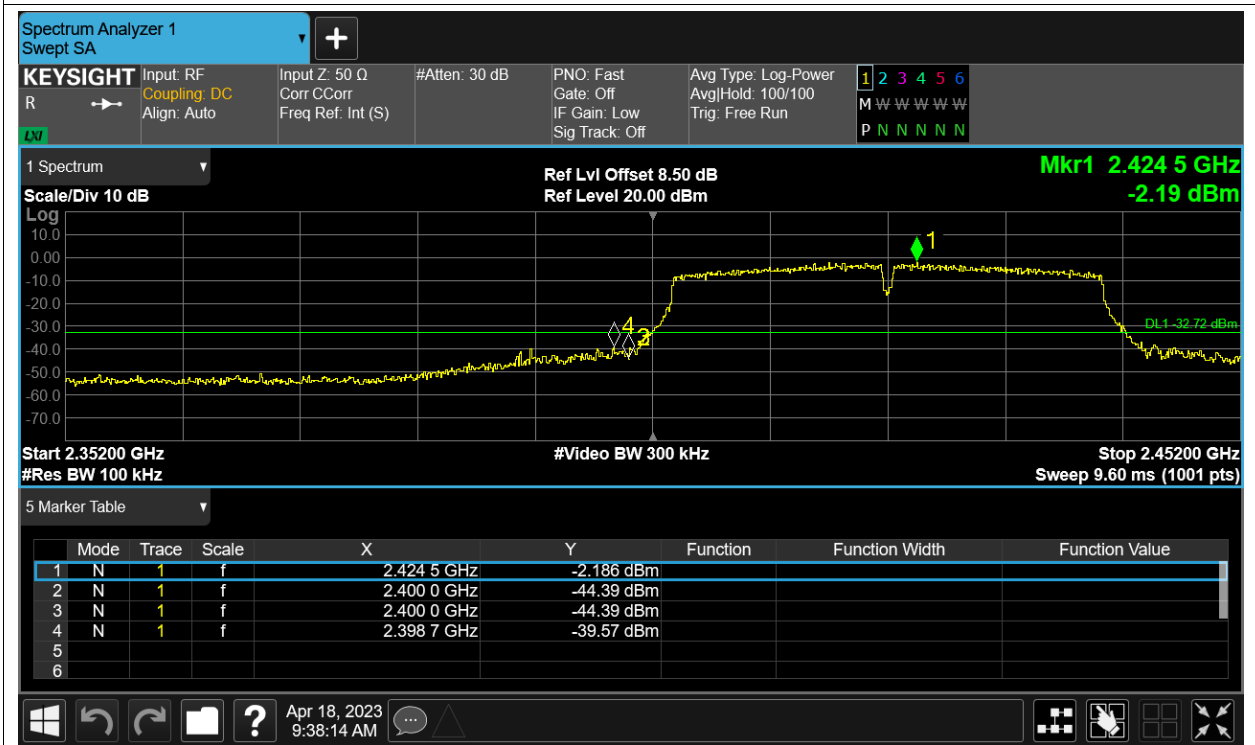 Spectrum Analyzer 1
Swept SA
KEYSIGHT
R
LXI
Input: RF
Coupling: DC
Align: Auto
Input Z: 50 Ω
Corr CCorr
Freq Ref: Int (S)
#Atten: 30 dB
PNO: Fast
Gate: Off
IF Gain: Low
Sig Track: Off
Avg Type: Log-Power
Avg|Hold: 100/100
Trig: Free Run
1 2 3 4 5 6
M W W W W W
P N N N N N
1 Spectrum
Scale/Div 10 dB
Ref Lvl Offset 8.50 dB
Ref Level 20.00 dBm
Mkr1 2.424 5 GHz
-2.19 dBm
Log
10.0
0.00
-10.0
-20.0
-30.0
-40.0
-50.0
-60.0
-70.0
1
4
DL1 -32.72 dBm
Start 2.35200 GHz
#Video BW 300 kHz
Stop 2.45200 GHz
#Res BW 100 kHz
Sweep 9.60 ms (1001 pts)
5 Marker Table
Mode Trace Scale X Y Function Function Width Function Value
1 N 1 f 2.424 5 GHz -2.186 dBm
2 N 1 f 2.400 0 GHz -44.39 dBm
3 N 1 f 2.400 0 GHz -44.39 dBm
4 N 1 f 2.398 7 GHz -39.57 dBm
5
6
?
Apr 18, 2023
9:38:14 AM